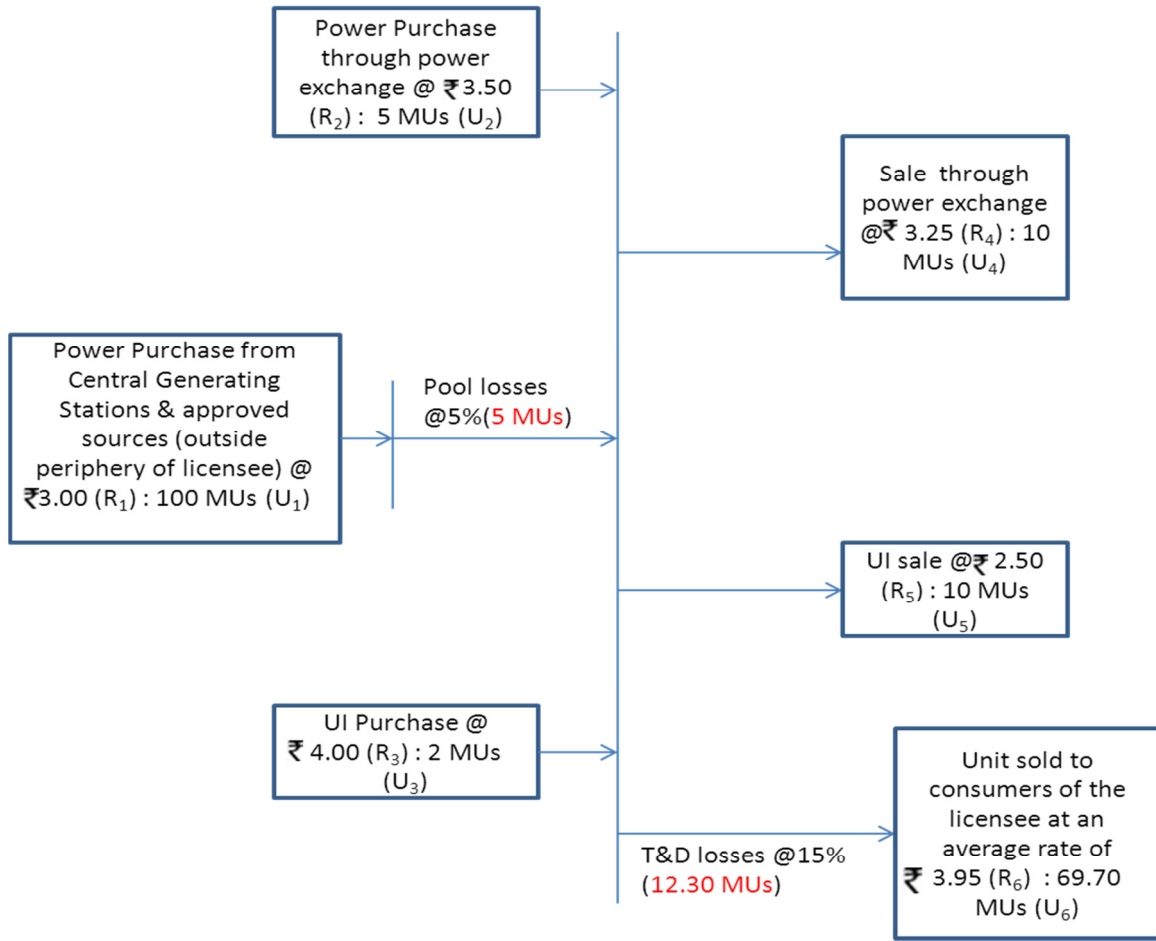 Power Purchase
through power
exchange @ ₹3.50
(R₂) : 5 MUs (U₂)
Sale through
power exchange
@₹ 3.25 (R₄) : 10
MUs (U₄)
Power Purchase from
Central Generating
Stations & approved
sources (outside
periphery of licensee) @
₹3.00 (R₁) : 100 MUs (U₁)
Pool losses
@5%(5 MUs)
UI sale @₹ 2.50
(R₅) : 10 MUs
(U₅)
UI Purchase @
₹ 4.00 (R₃) : 2 MUs
(U₃)
T&D losses @15%
(12.30 MUs)
Unit sold to
consumers of the
licensee at an
average rate of
₹ 3.95 (R₆) : 69.70
MUs (U₆)